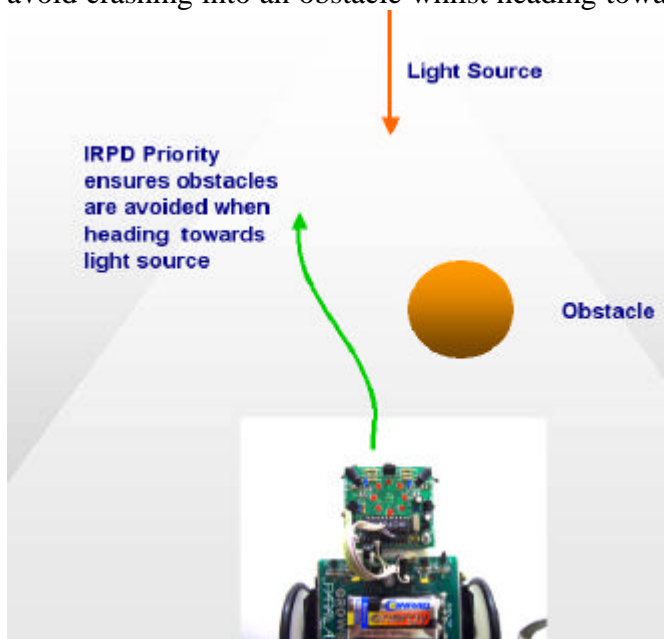 avoid crashing into an obstacle whilst heading
Light Source
IRPD Priority
ensures obstacles
are avoided when
heading towards
light source
Obstacle